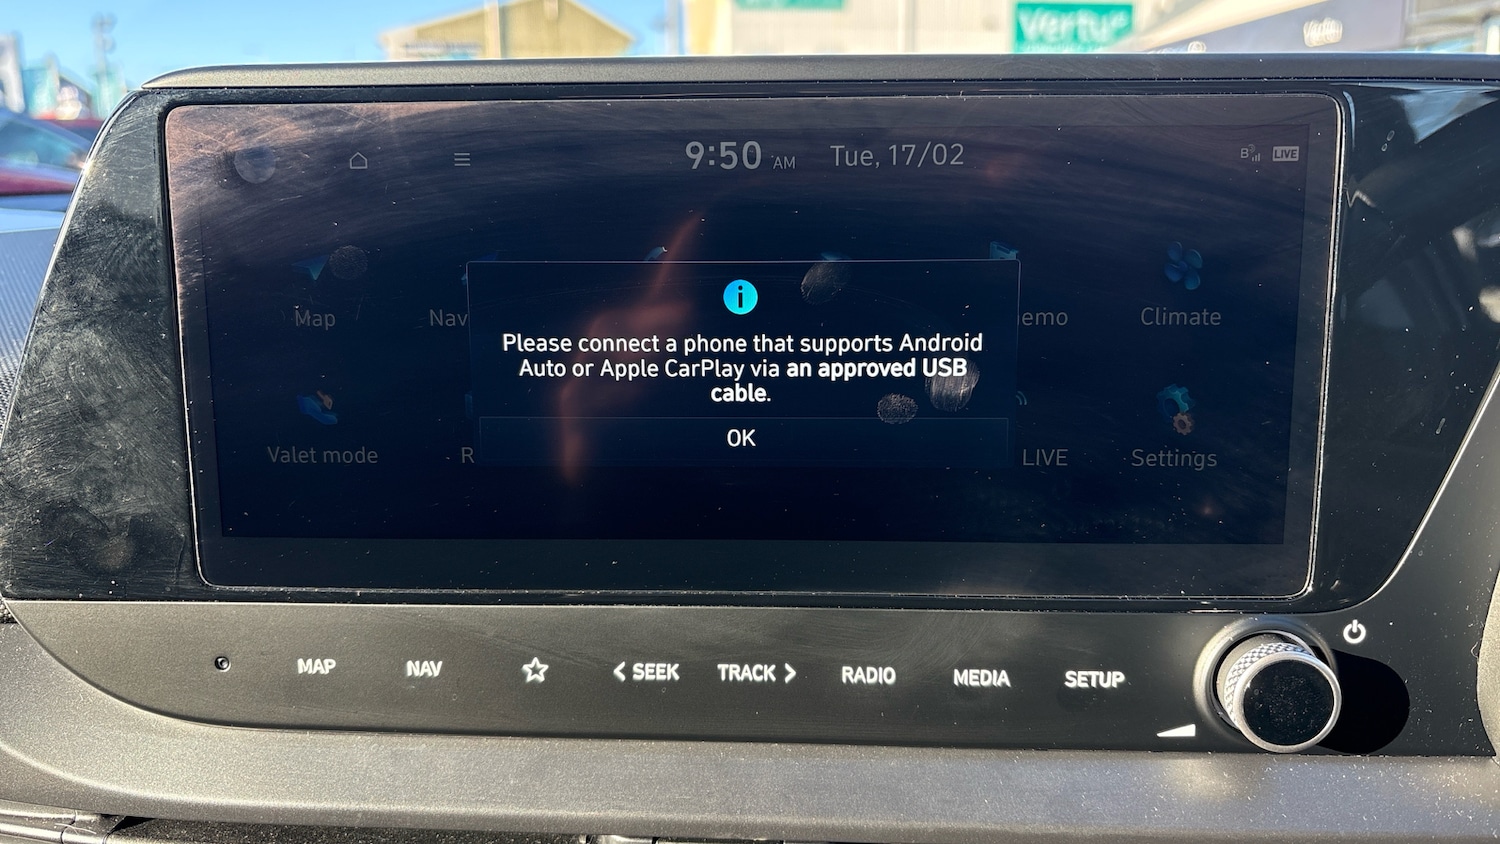 Vertu
9:50 AM Tue, 17/02
LIVE
Map
Nav
Climate
Please connect a phone that supports Android
Auto or Apple CarPlay via an approved USB
cable.
OK
Valet mode
R
LIVE
Settings
MAP
NAV
< SEEK
TRACK >
RADIO
MEDIA
SETUP